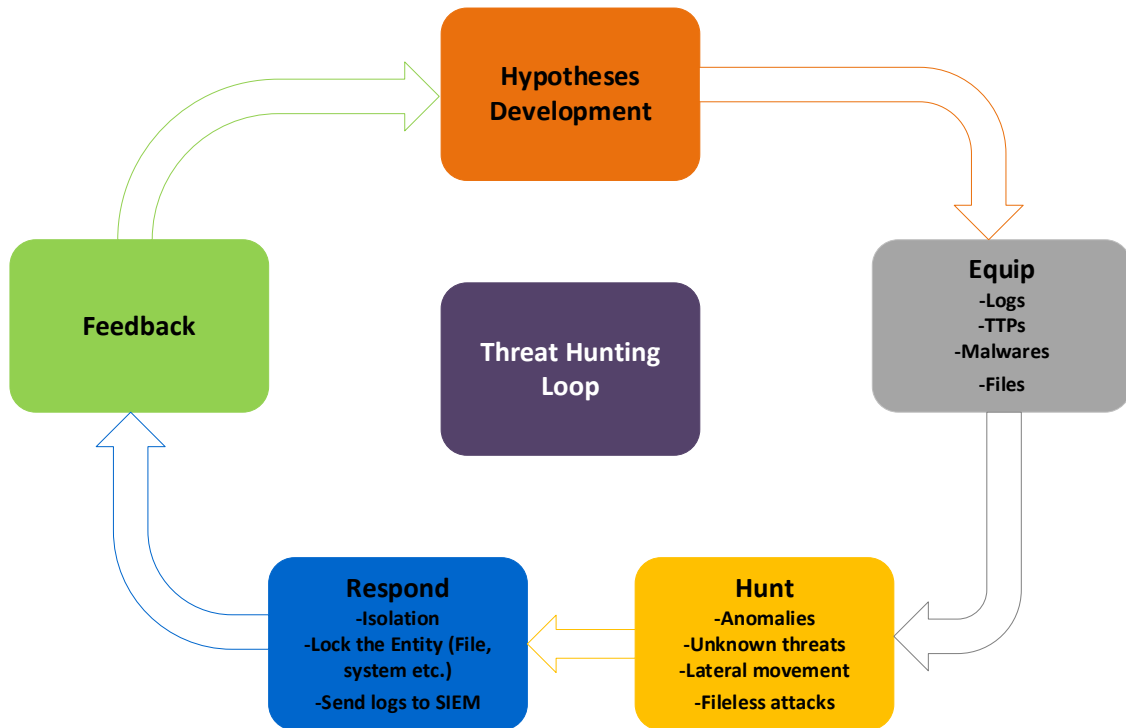 Hypotheses
Development
Equip
-Logs
-TTPs
-Malwares
-Files
Feedback
Threat Hunting
Loop
Respond
-Isolation
-Lock the Entity (File,
system etc.)
-Send logs to SIEM
Hunt
-Anomalies
-Unknown threats
-Lateral movement
-Fileless attacks